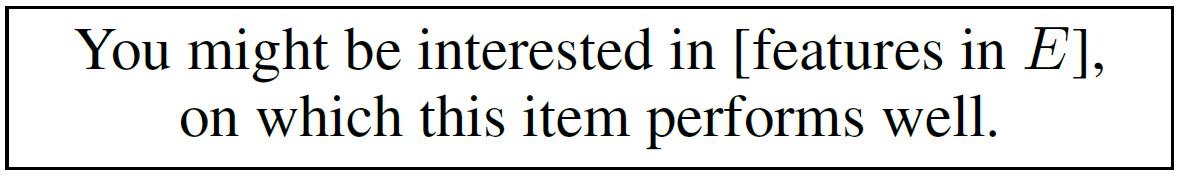 You might be interested in [features in E],
on which this item performs well.